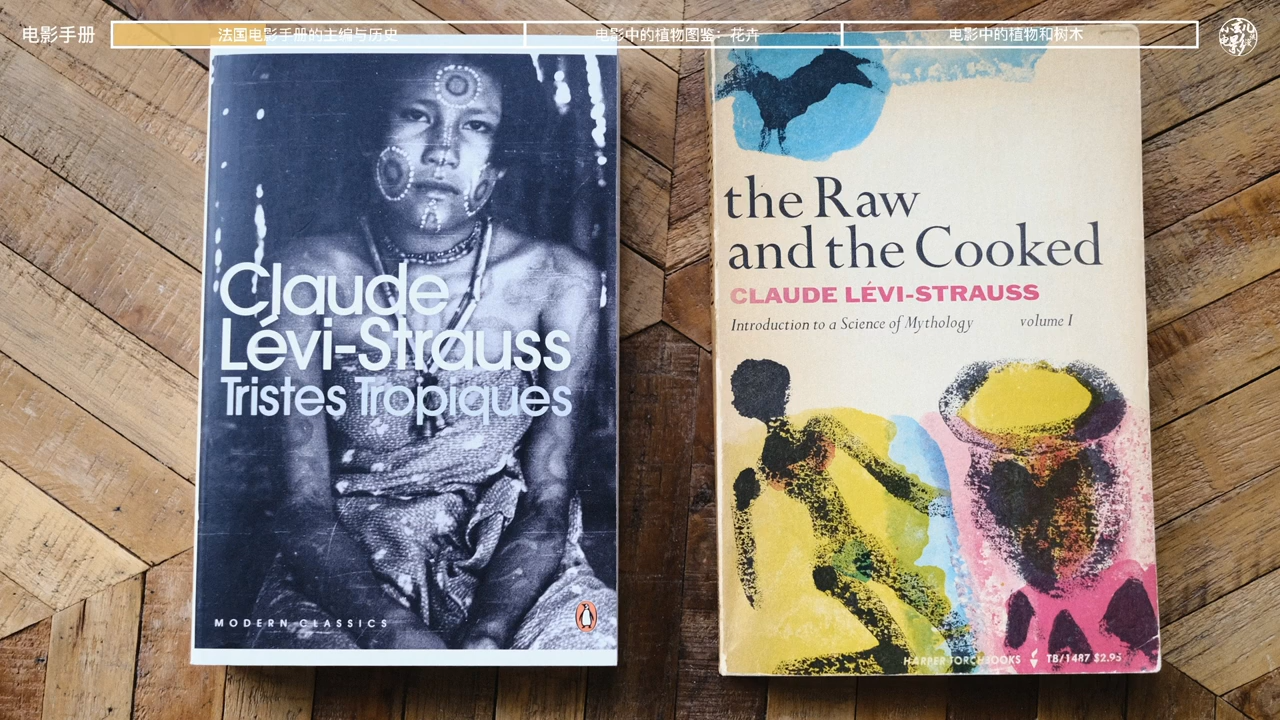 电影手册
法国电影手册的主编与历史
电影中的植物图鉴：花卉
电影中的植物和树木
Claude
Lévi-Strauss
Tristes Tropiques
MODERN CLASSICS
the Raw
and the Cooked
CLAUDE LÉVI-STRAUSS
Introduction to a Science of Mythology volume I
HARPER TORCHBOOKS TB/1487 $2.95